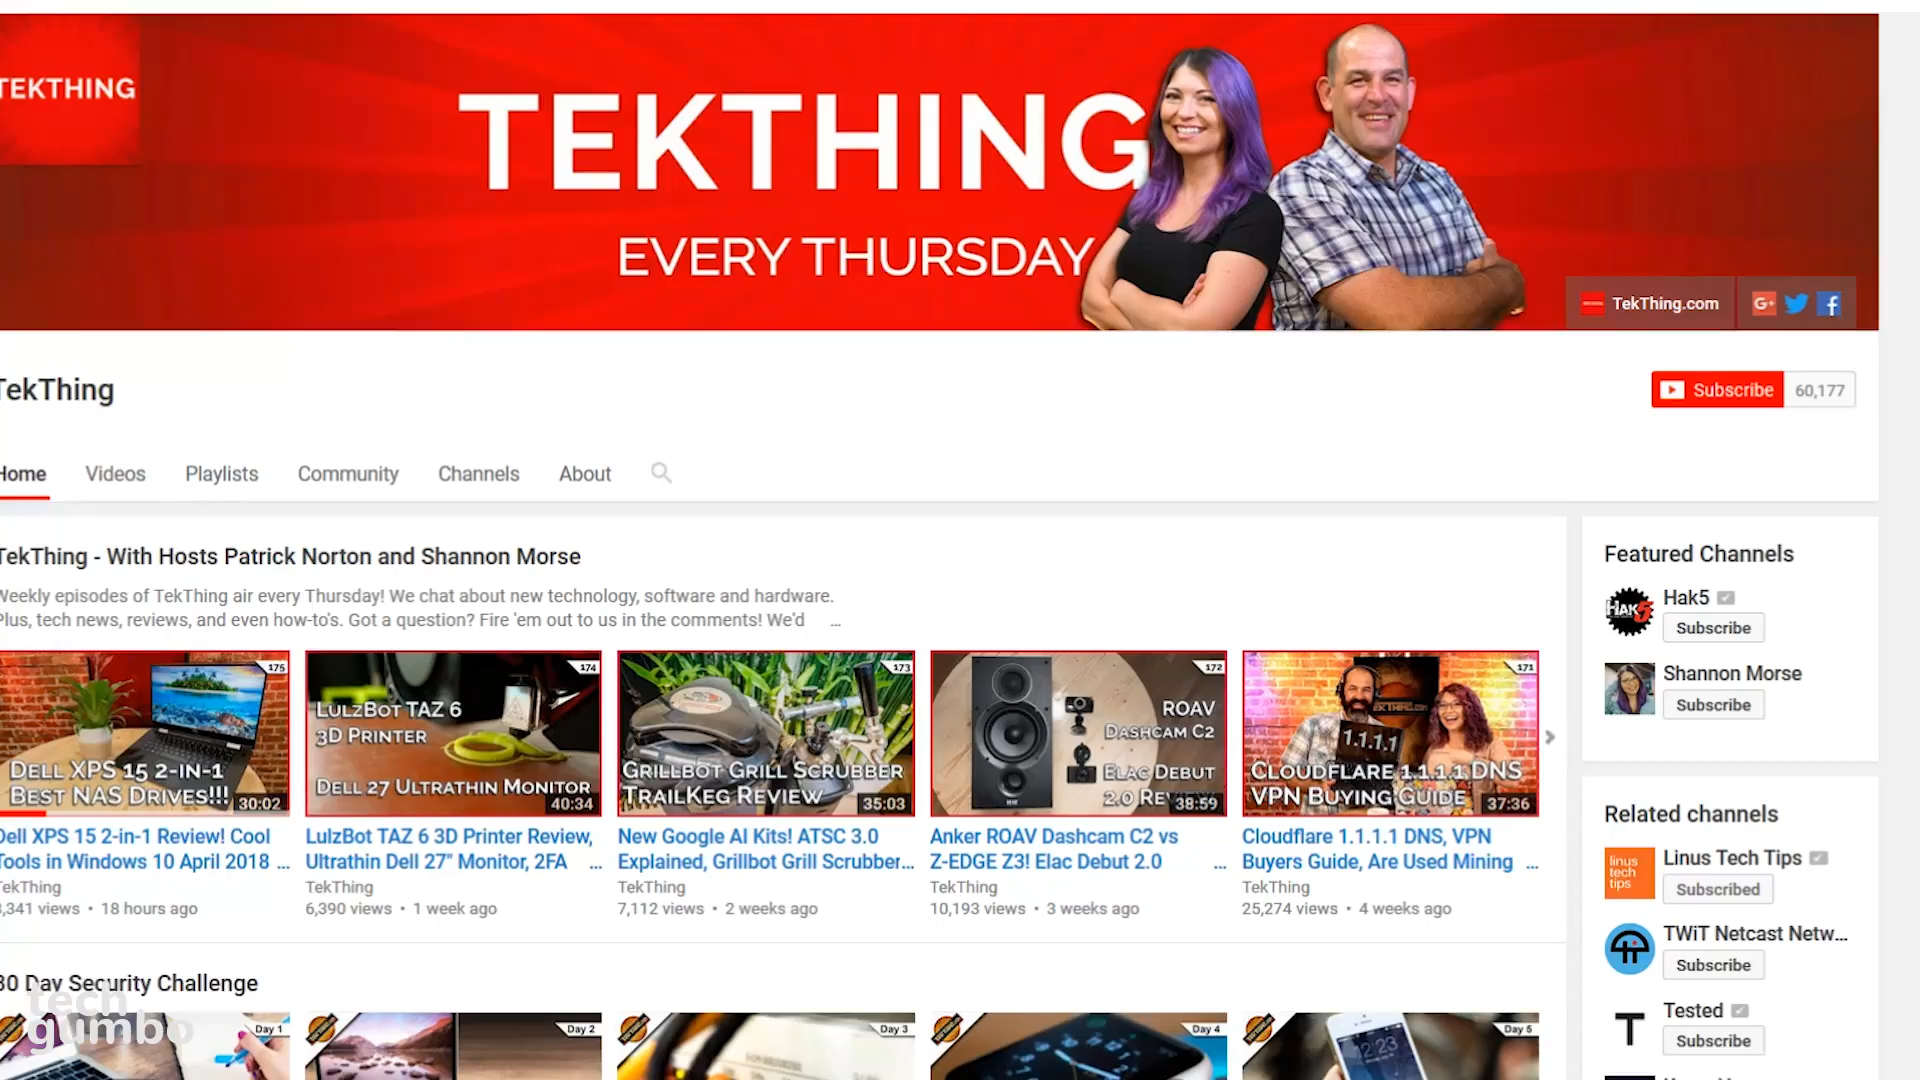 TEKTHING
TEKTHING
EVERY THURSDAY
TekThing.com
TekThing
Subscribe 60,177
Home Videos Playlists Community Channels About
TekThing - With Hosts Patrick Norton and Shannon Morse
Weekly episodes of TekThing air every Thursday! We chat about new technology, software and hardware.
Plus, tech news, reviews, and even how-to's. Got a question? Fire 'em out to us in the comments! We'd ...
175
DELL XPS 15 2-IN-1
BEST NAS DRIVES!!!
30:02
Dell XPS 15 2-in-1 Review! Cool
Tools in Windows 10 April 2018 ...
TekThing
,341 views • 18 hours ago
174
LULZBOT TAZ 6
3D PRINTER
DELL 27 ULTRATHIN MONITOR
40:34
LulzBot TAZ 6 3D Printer Review,
Ultrathin Dell 27" Monitor, 2FA ...
TekThing
6,390 views • 1 week ago
173
GRILLBOT GRILL SCRUBBER
TRAILKEG REVIEW
35:03
New Google AI Kits! ATSC 3.0
Explained, Grillbot Grill Scrubber...
TekThing
7,112 views • 2 weeks ago
172
ROAV
DASHCAM C2
ELAC DEBUT
2.0
38:59
Anker ROAV Dashcam C2 vs
Z-EDGE Z3! Elac Debut 2.0 ...
TekThing
10,193 views • 3 weeks ago
171
1.1.1.1
CLOUDFLARE 1.1.1.1 DNS
VPN BUYING GUIDE
37:36
Cloudflare 1.1.1.1 DNS, VPN
Buyers Guide, Are Used Mining ...
TekThing
25,274 views • 4 weeks ago
30 Day Security Challenge
Day 1
Day 2
Day 3
Day 4
Day 5
12:23
tech
gumbo
Featured Channels
HAK5
Hak5
Subscribe
Shannon Morse
Subscribe
Related channels
linus
tech
tips
Linus Tech Tips
Subscribed
TWiT Netcast Netw...
Subscribe
T
Tested
Subscribe